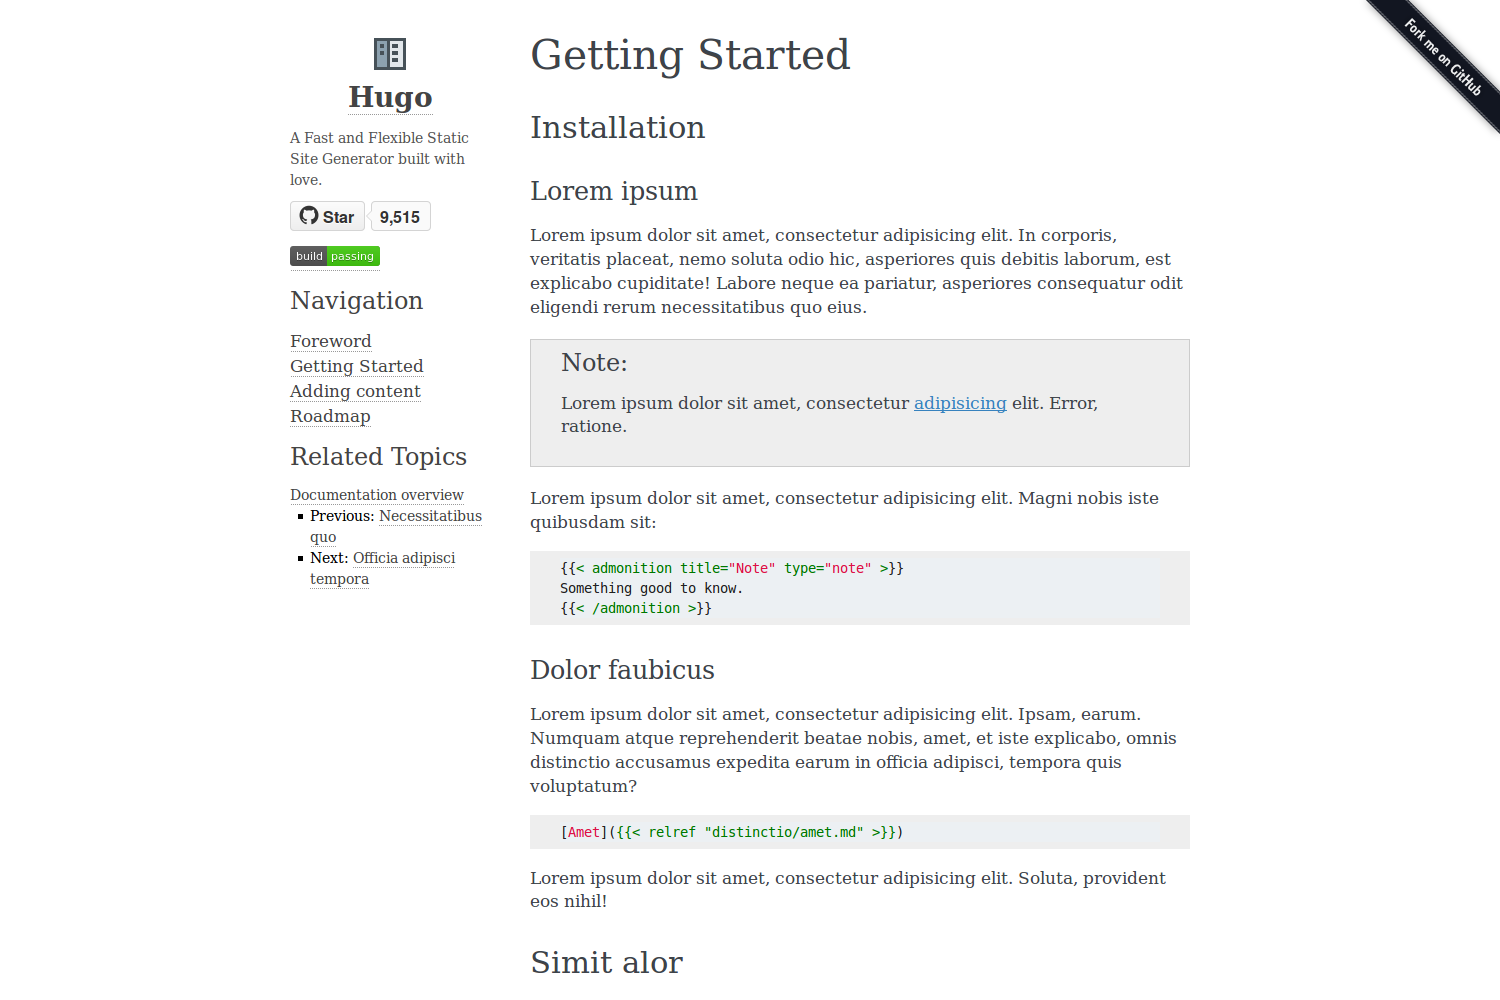 Hugo
A Fast and Flexible Static
Site Generator built with
love.
Star 9,515
build passing
Navigation
Foreword
Getting Started
Adding content
Roadmap
Related Topics
Documentation overview
Previous: Necessitatibus
quo
Next: Officia adipisci
tempora
Getting Started
Installation
Lorem ipsum
Lorem ipsum dolor sit amet, consectetur adipisicing elit. In corporis,
veritatis placeat, nemo soluta odio hic, asperiores quis debitis laborum, est
explicabo cupiditate! Labore neque ea pariatur, asperiores consequatur odit
eligendi rerum necessitatibus quo eius.
Note:
Lorem ipsum dolor sit amet, consectetur adipisicing elit. Error,
ratione.
Lorem ipsum dolor sit amet, consectetur adipisicing elit. Magni nobis iste
quibusdam sit:
{{< admonition title="Note" type="note" >}}
Something good to know.
{{< /admonition >}}
Dolor faubicus
Lorem ipsum dolor sit amet, consectetur adipisicing elit. Ipsam, earum.
Numquam atque reprehenderit beatae nobis, amet, et iste explicabo, omnis
distinctio accusamus expedita earum in officia adipisci, tempora quis
voluptatum?
[Amet]({{< relref "distinctio/amet.md" >}})
Lorem ipsum dolor sit amet, consectetur adipisicing elit. Soluta, provident
eos nihil!
Simit alor
Fork me on GitHub